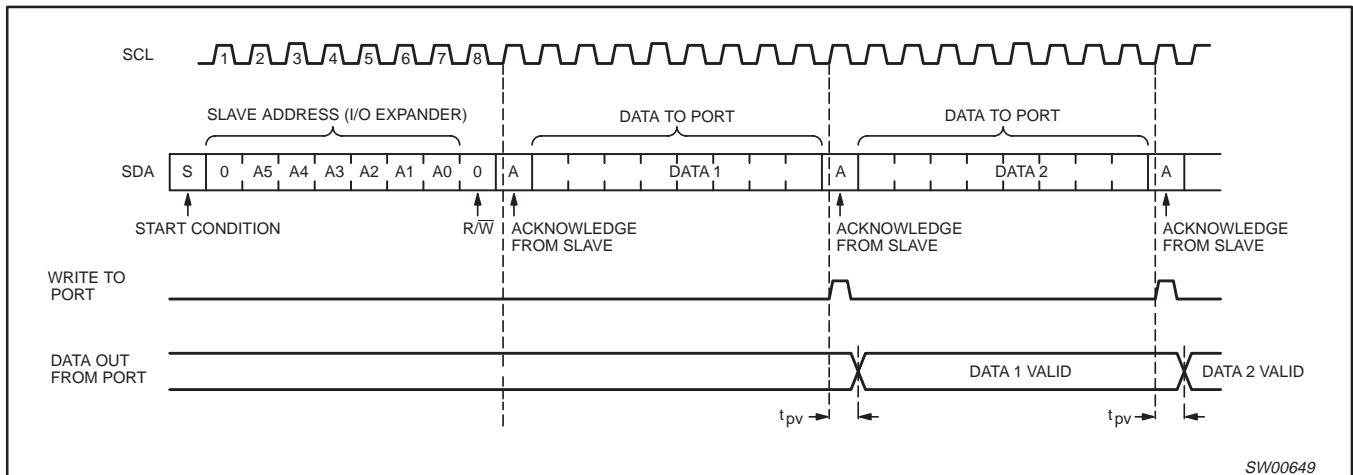 SCL 1 2 3 4 5 6 7 8
SLAVE ADDRESS (I/O EXPANDER) DATA TO PORT DATA TO PORT
SDA S 0 A5 A4 A3 A2 A1 A0 0 A DATA 1 A DATA 2 A
START CONDITION R/W̅ ACKNOWLEDGE FROM SLAVE ACKNOWLEDGE FROM SLAVE ACKNOWLEDGE FROM SLAVE
WRITE TO
PORT
DATA OUT
FROM PORT
DATA 1 VALID DATA 2 VALID
tpv tpv
SW00649